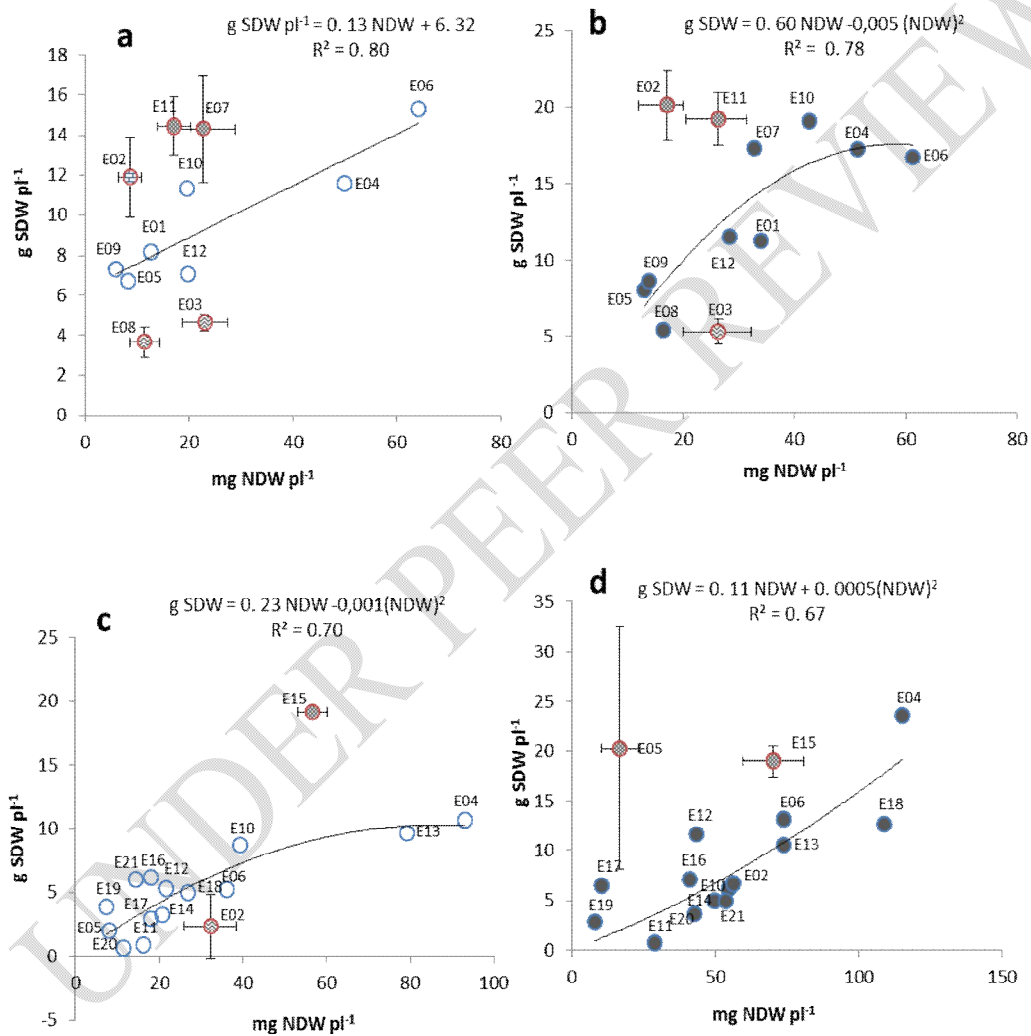 a
g SDW pl⁻¹ = 0. 13 NDW + 6. 32
R² = 0. 80
g SDW pl⁻¹
18
16
14
12
10
8
6
4
2
0
E06
E11
E07
E02
E10
E04
E01
E09
E12
E05
E03
E08
0 20 40 60 80
mg NDW pl⁻¹
b
g SDW = 0. 60 NDW -0,005 (NDW)²
R² = 0. 78
g SDW pl⁻¹
25
20
15
10
5
0
E02
E11
E10
E07
E04
E06
E01
E12
E09
E05
E08
E03
0 20 40 60 80
mg NDW pl⁻¹
c
g SDW = 0. 23 NDW -0,001(NDW)²
R² = 0. 70
g SDW pl⁻¹
25
20
15
10
5
0
E15
E04
E13
E10
E21 E16
E12
E06
E18
E19
E17
E14
E02
E05
E11
E20
0 20 40 60 80 100
mg NDW pl⁻¹
d
g SDW = 0. 11 NDW + 0.0005(NDW)²
R² = 0. 67
g SDW pl⁻¹
35
30
25
20
15
10
5
0
E04
E05
E15
E12
E06
E18
E13
E17
E16
E10
E02
E14
E19
E20
E21
E11
0 50 100 150
mg NDW pl⁻¹
UNDER PEER REVIEW